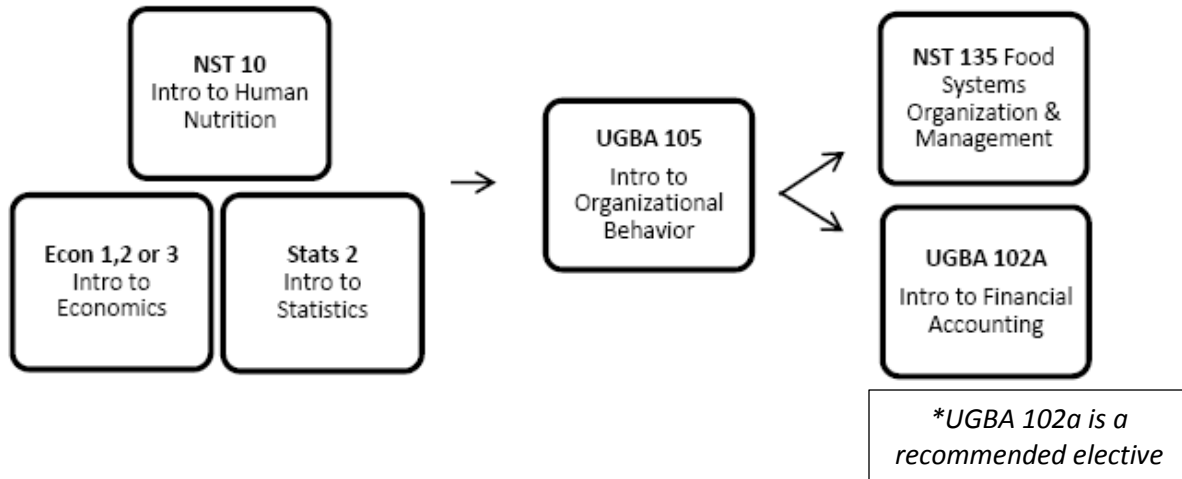 NST 10
Intro to Human
Nutrition
Econ 1,2 or 3
Intro to
Economics
Stats 2
Intro to
Statistics
UGBA 105
Intro to
Organizational
Behavior
NST 135 Food
Systems
Organization &
Management
UGBA 102A
Intro to Financial
Accounting
*UGBA 102a is a
recommended elective